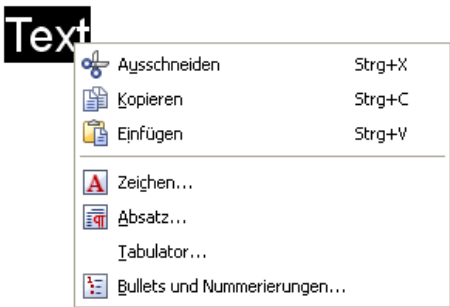 Text
Ausschneiden Strg+X
Kopieren Strg+C
Einfügen Strg+V
Zeichen...
Absatz...
Tabulator...
Bullets und Nummerierungen...